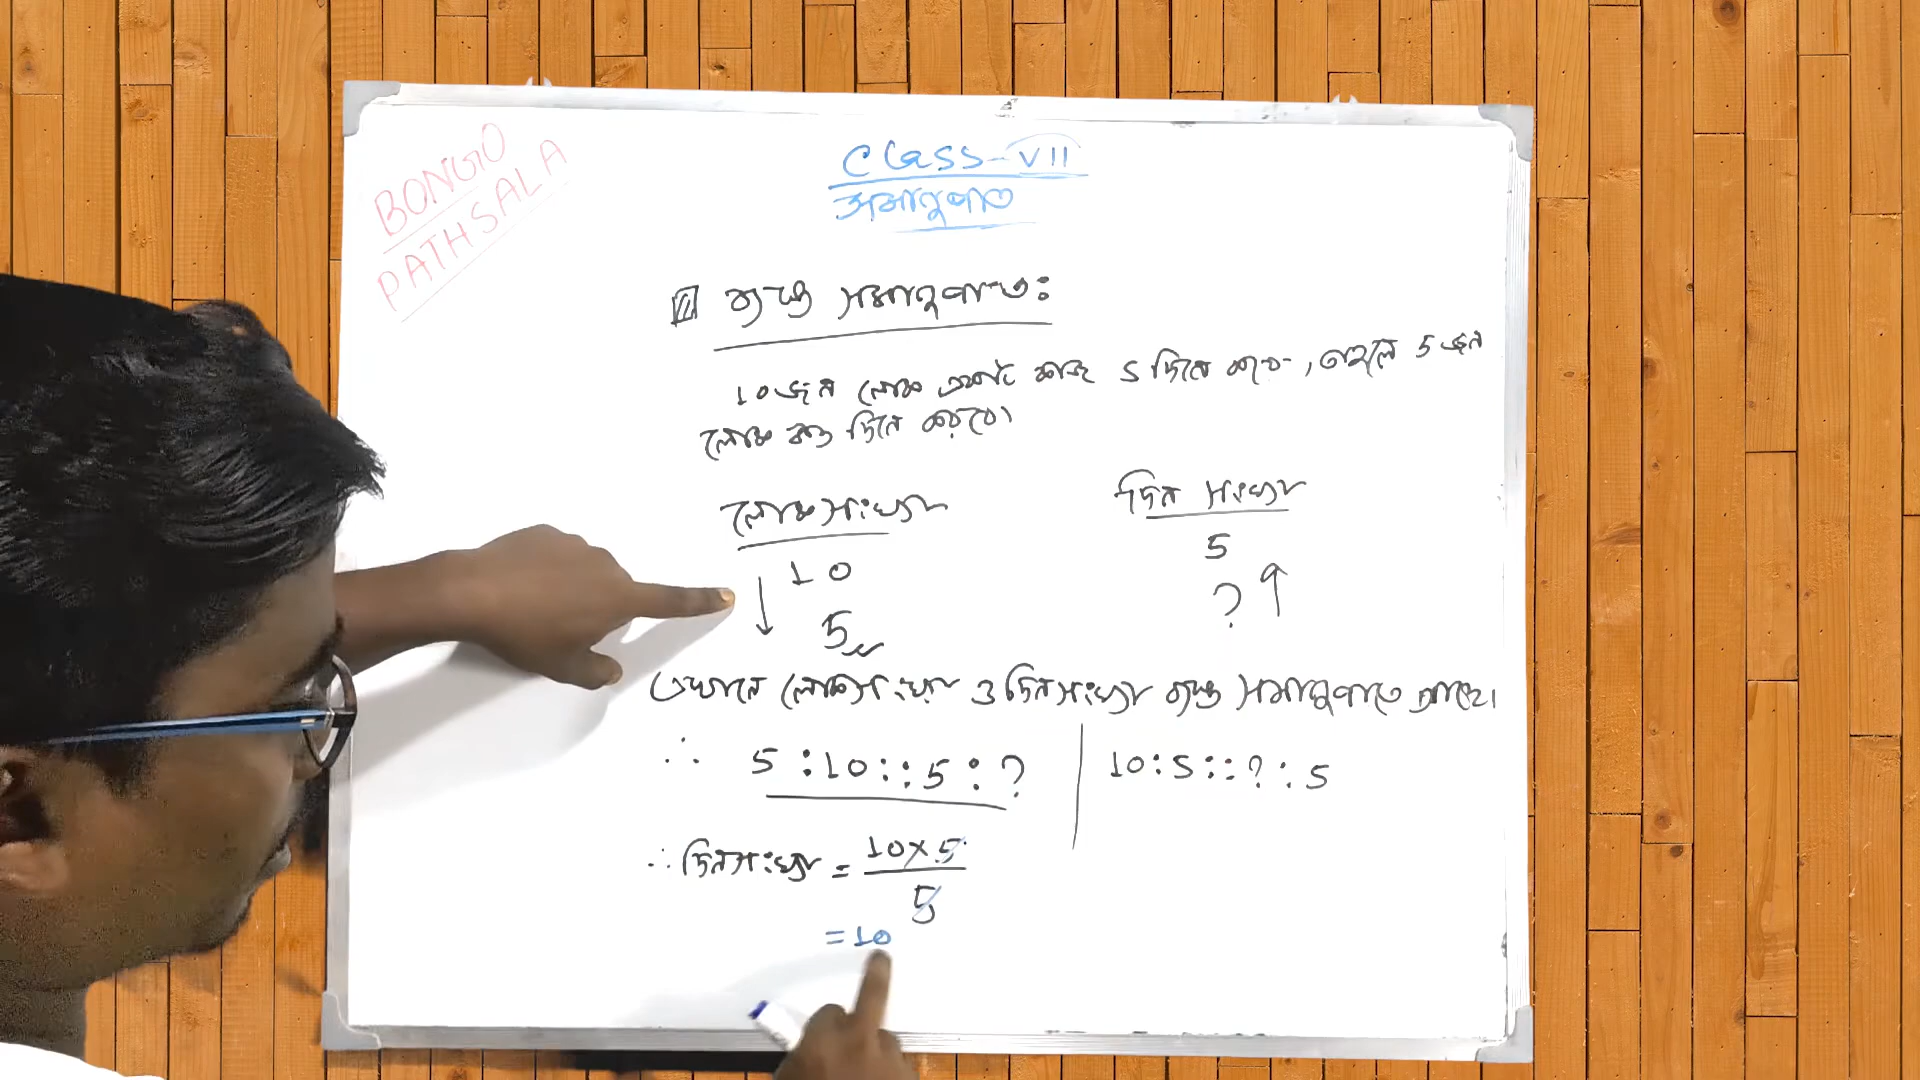 BONGO
PATHSALA
CLASS-VII
সমানুপাত
ব্যস্ত সমানুপাত:
10 জন লোক একটি কাজ 5 দিনে করে, তাহলে 5 জন
লোক কত দিনে করবে।
লোকসংখ্যা দিন সংখ্যা
10 5
5 ?
এখানে লোকসংখ্যা ও দিনসংখ্যা ব্যস্ত সমানুপাতে আছে।
∴ 5:10::5:? 10:5::?:5
∴ দিনসংখ্যা = 10×5
5
=10